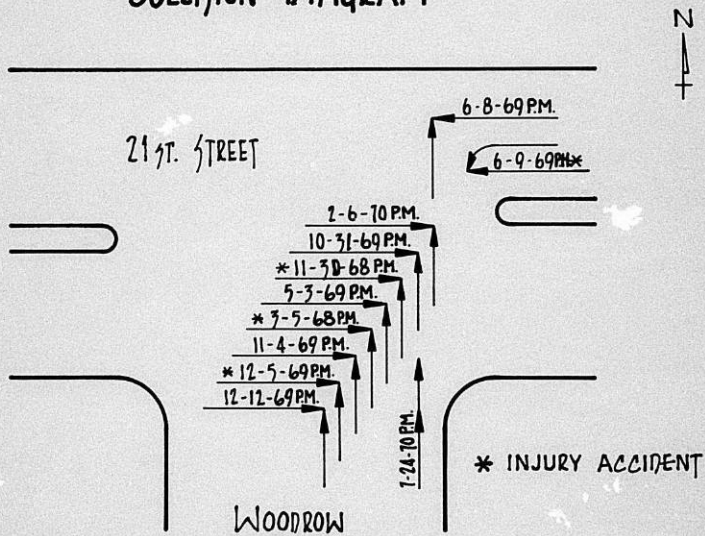 COLLISION DIAGRAM
N
6-8-69 P.M.
21 ST. STREET
6-9-69 P.M.*
2-6-70 P.M.
10-31-69 P.M.
* 11-30-68 P.M.
5-3-69 P.M.
* 3-5-68 P.M.
11-4-69 P.M.
* 12-5-69 P.M.
12-12-69 P.M.
1-24-70 P.M.
* INJURY ACCIDENT
WOODROW